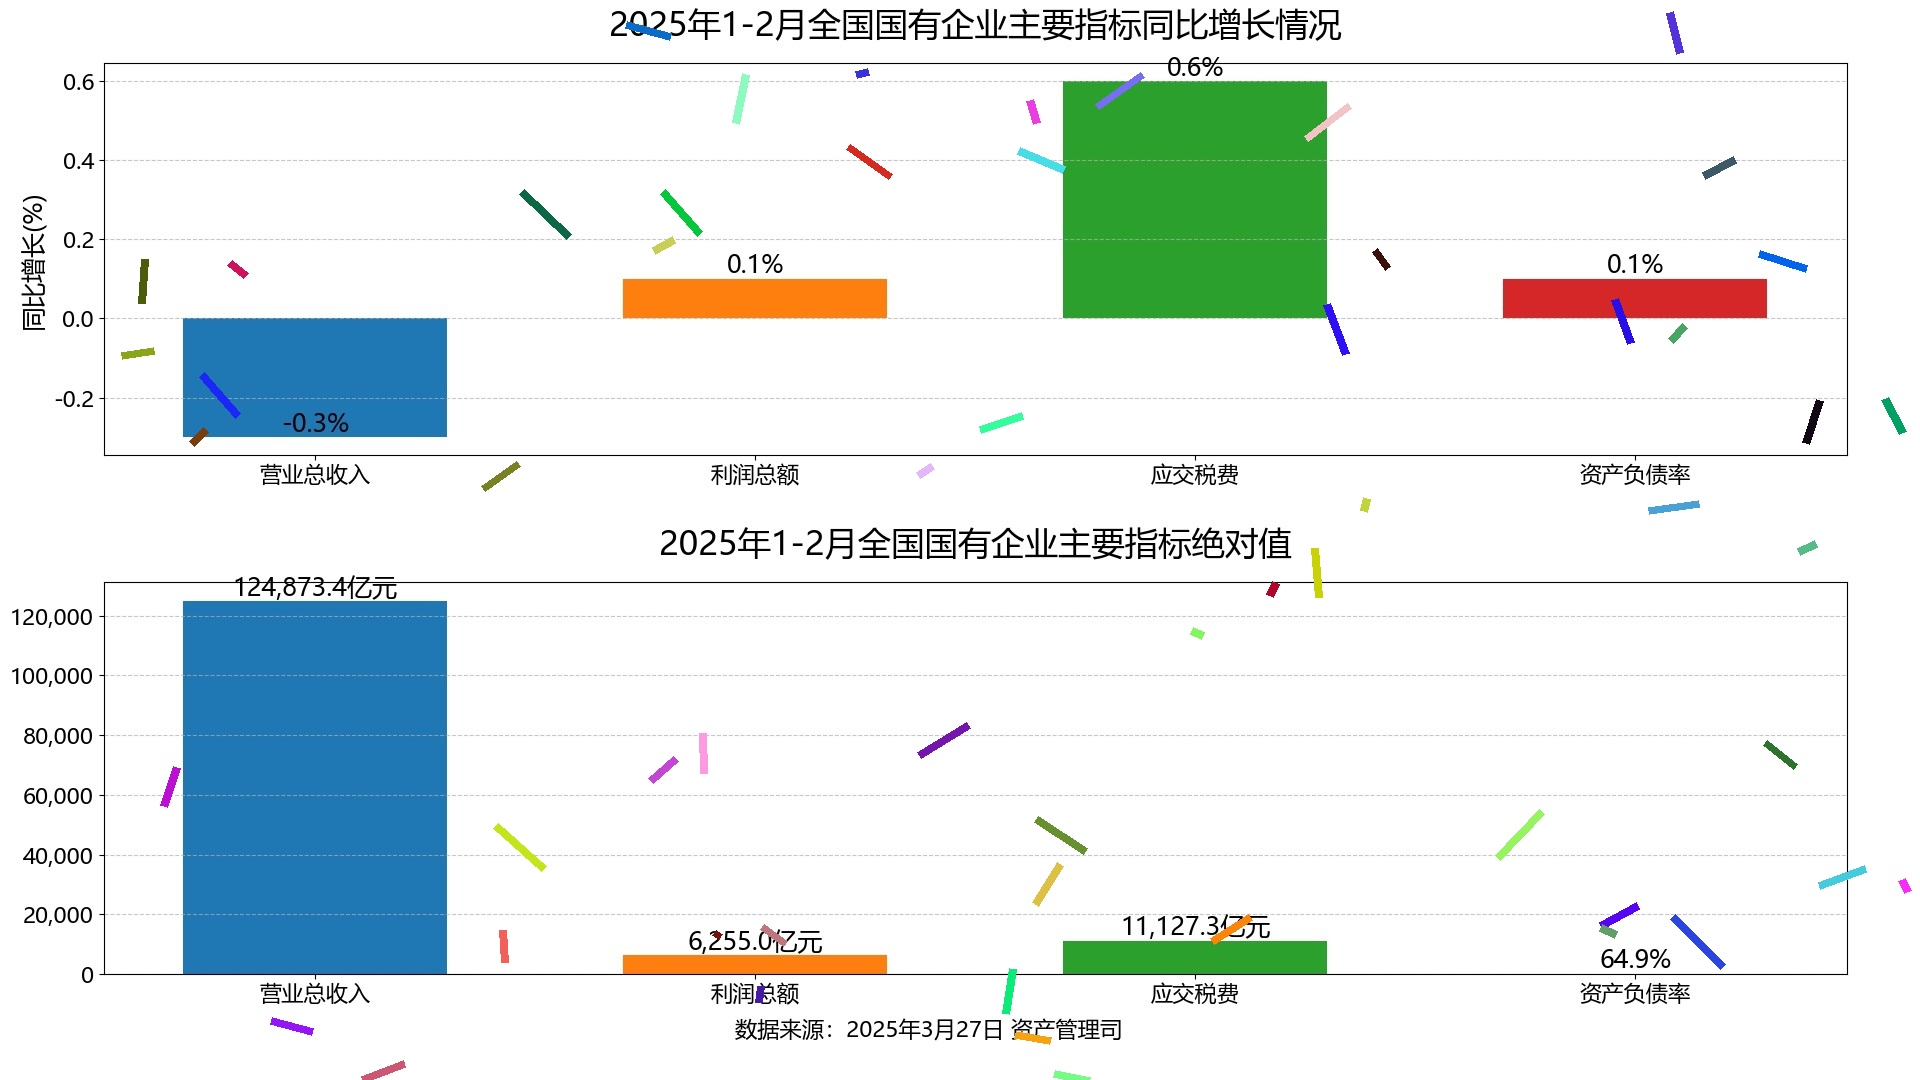 2025年1-2月全国国有企业主要指标同比增长情况
同比增长(%)
0.6
0.4
0.2
0.0
-0.2
-0.3%
0.1%
0.6%
0.1%
营业总收入 利润总额 应交税费 资产负债率
2025年1-2月全国国有企业主要指标绝对值
120,000
100,000
80,000
60,000
40,000
20,000
0
124,873.4亿元
6,255.0亿元
11,127.3亿元
64.9%
营业总收入 利润总额 应交税费 资产负债率
数据来源：2025年3月27日 资产管理司